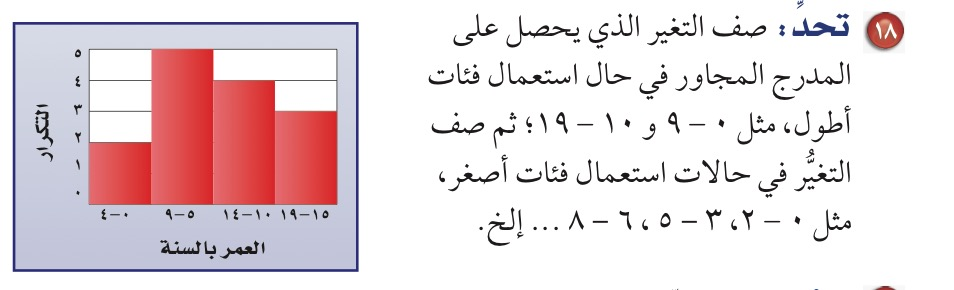 ١٨ تحدٍّ: صف التغير الذي يحصل على
المدرج المجاور في حال استعمال فئات
أطول، مثل ٠ – ٩ و ١٠ – ١٩؛ ثم صف
التغيُّر في حالات استعمال فئات أصغر،
مثل ٠ – ٢، ٣ – ٥، ٦ – ٨ ... إلخ.
التكرار
٥
٤
٣
٢
١
٠
٠–٤ ٥–٩ ١٠–١٤ ١٥–١٩
العمر بالسنة